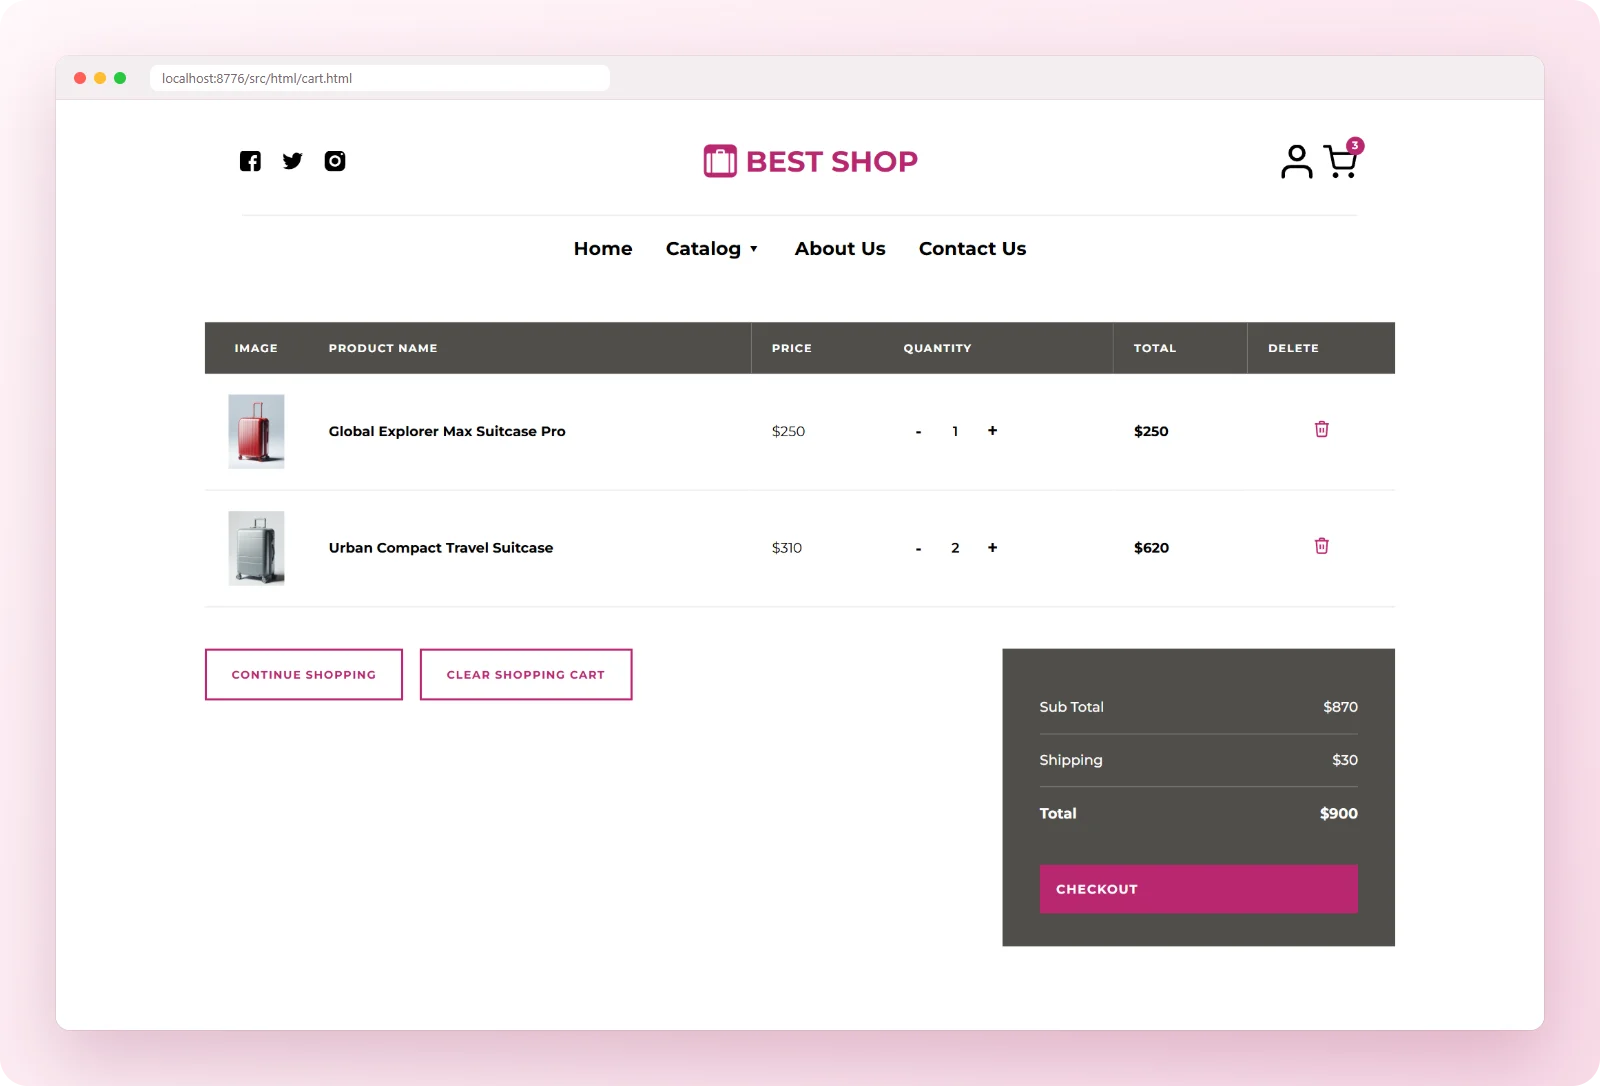 localhost:8776/src/html/cart.html
BEST SHOP
3
Home Catalog ▼ About Us Contact Us
IMAGE PRODUCT NAME PRICE QUANTITY TOTAL DELETE
Global Explorer Max Suitcase Pro $250 - 1 + $250
Urban Compact Travel Suitcase $310 - 2 + $620
CONTINUE SHOPPING CLEAR SHOPPING CART
Sub Total $870
Shipping $30
Total $900
CHECKOUT